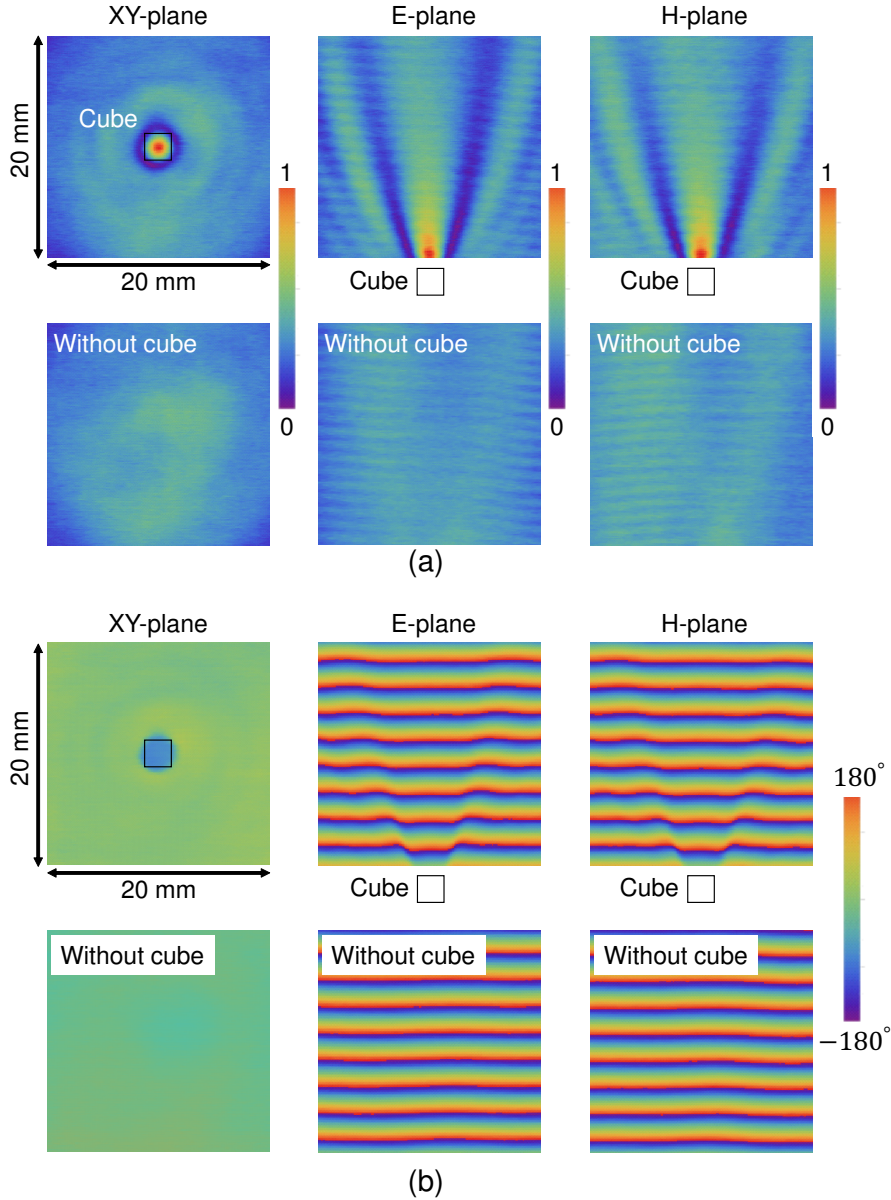 XY-plane
E-plane
H-plane
20 mm
Cube
1
1
1
20 mm
Cube
Cube
Without cube
Without cube
Without cube
0
0
0
(a)
XY-plane
E-plane
H-plane
20 mm
180°
20 mm
Cube
Cube
Without cube
Without cube
Without cube
−180°
(b)